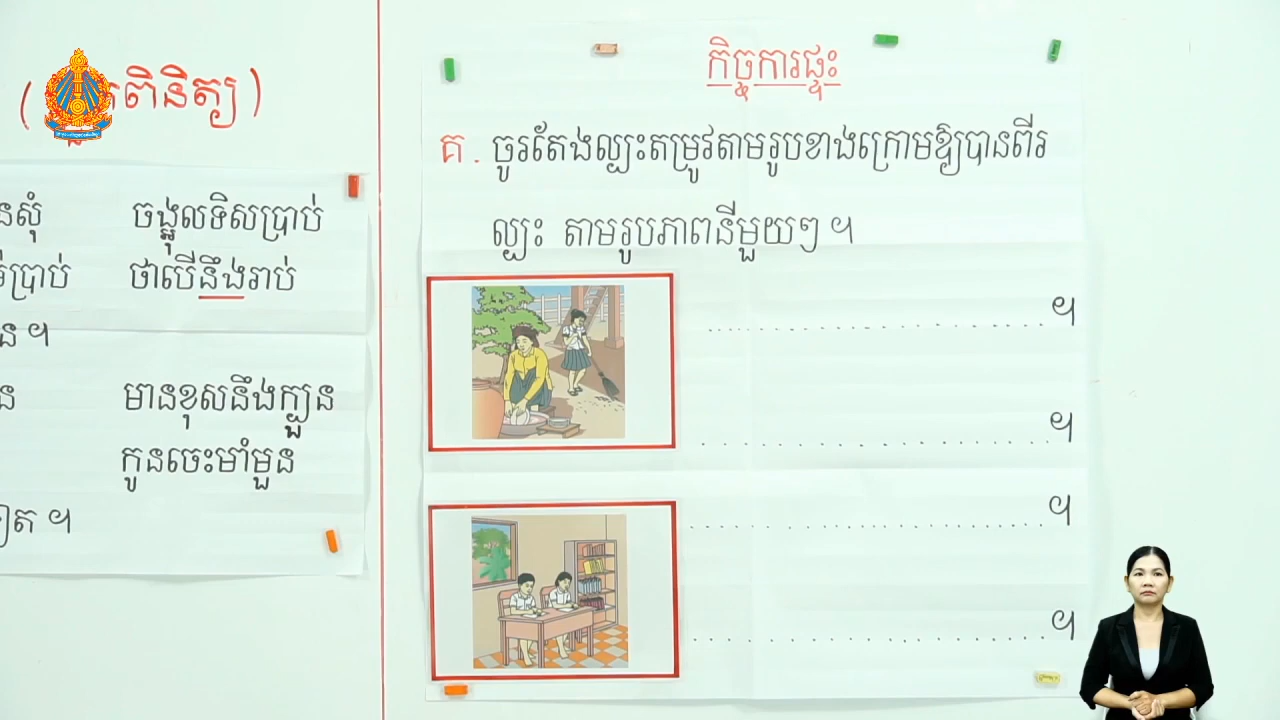 ពិនិត្យ )
ចង្អុលទិសប្រាប់
ប្រាប់ ថាបើនឹងរាប់
ន ។
មានខុសនឹងក្បួន
កូនចេះមាំមួន
ៀត ។
កិច្ចការផ្ទះ
គ . ចូរតែងល្បះតម្រូវតាមរូបខាងក្រោមឱ្យបានពីរ
ល្បះ តាមរូបភាពនីមួយៗ ។
........................................ ។
........................................ ។
........................................ ។
........................................ ។